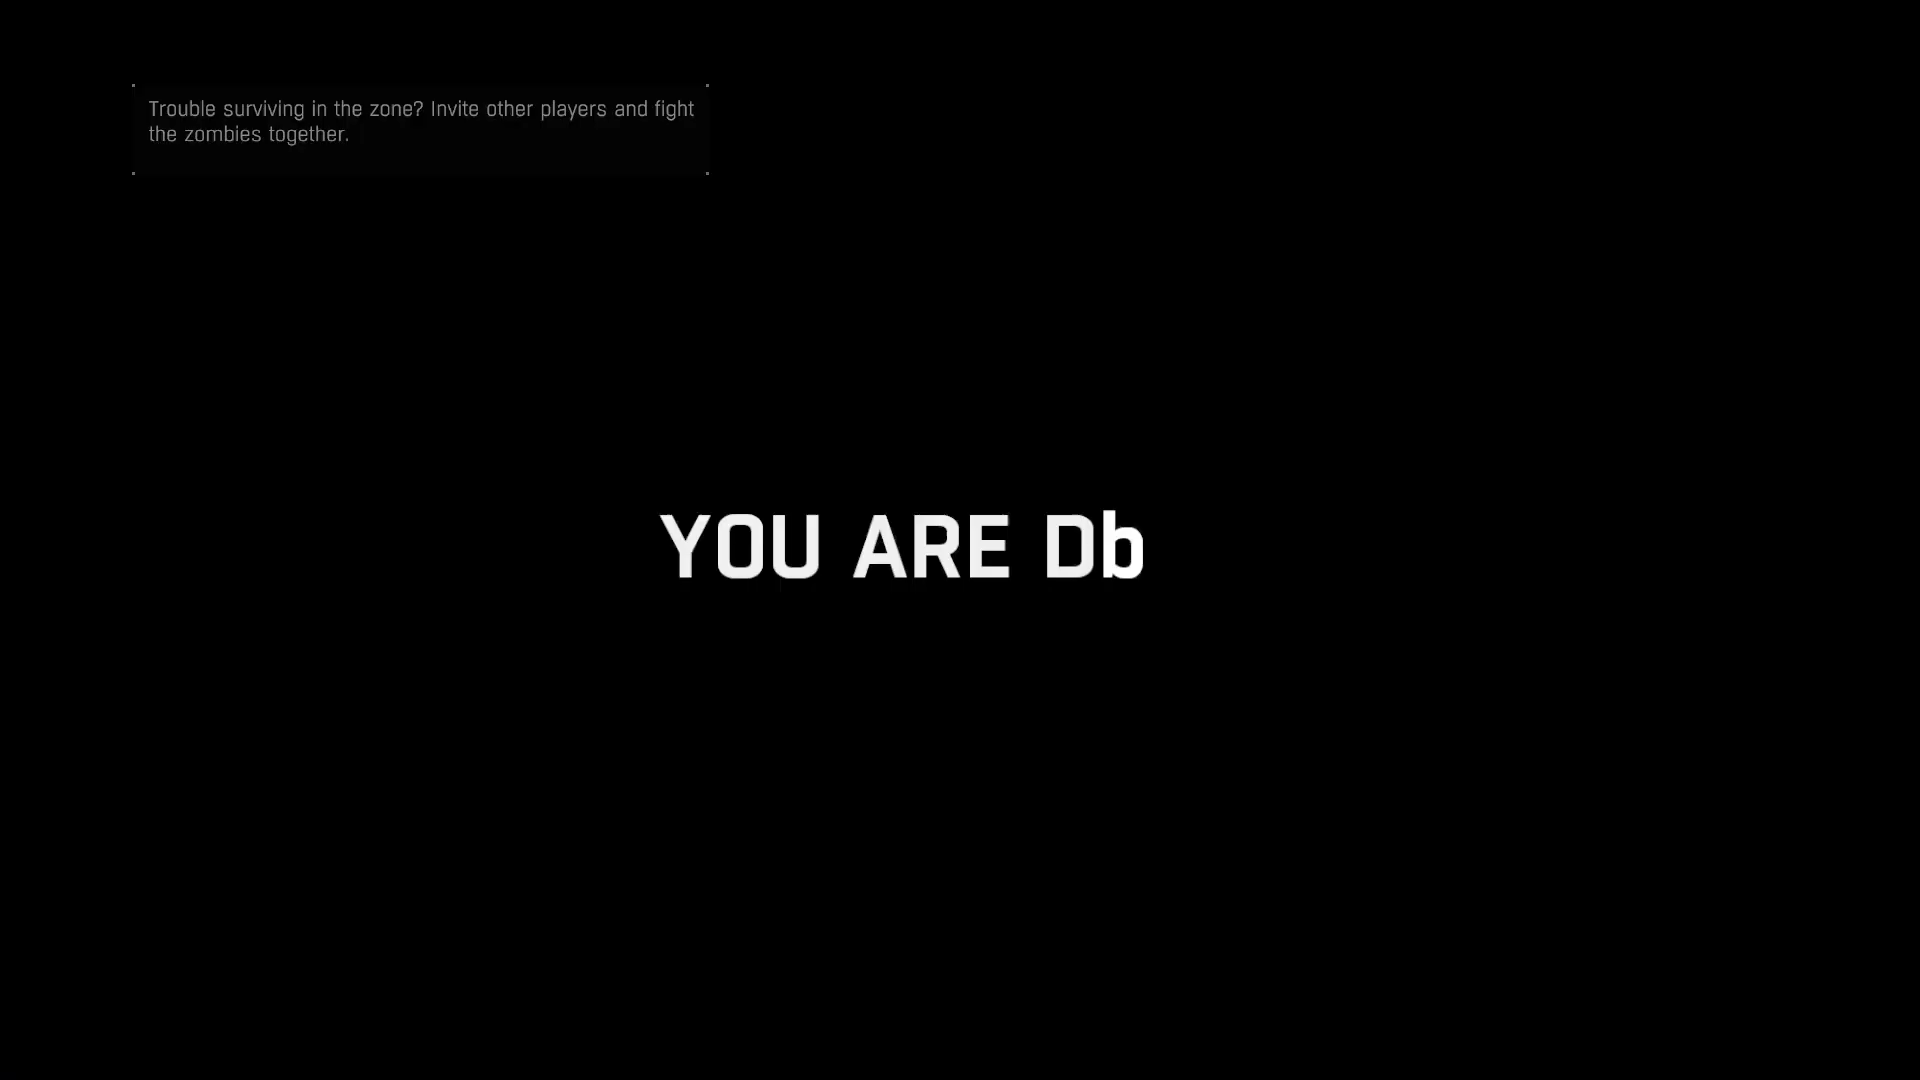 Trouble surviving in the zone? Invite other players and fight
the zombies together.
YOU ARE Db